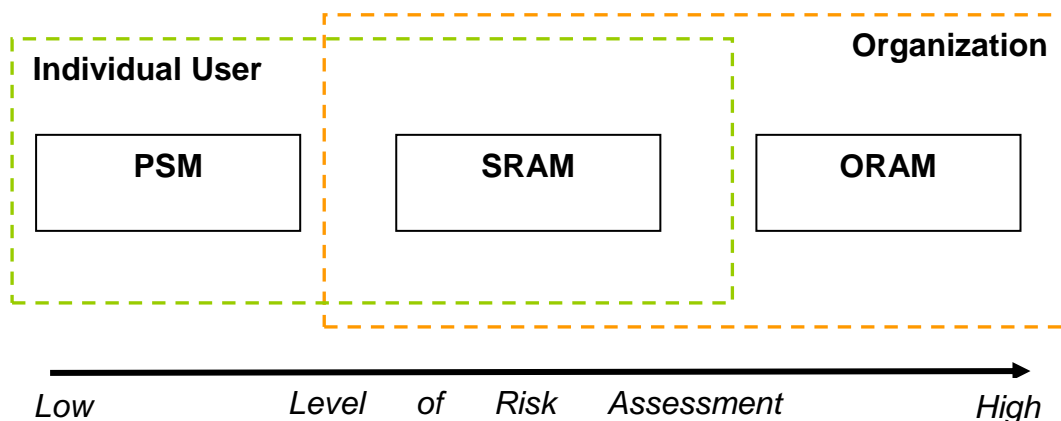 Organization
Individual User
PSM SRAM ORAM
Low Level of Risk Assessment High